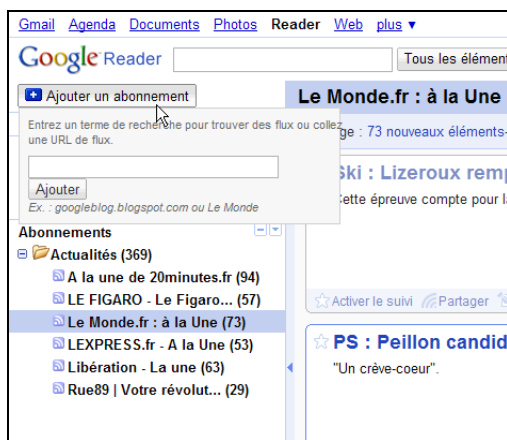 Gmail Agenda Documents Photos Reader Web plus ▼
Google Reader
Tous les élément
Ajouter un abonnement
Le Monde.fr : à la Une
Entrez un terme de recherche pour trouver des flux ou collez
une URL de flux.
ge : 73 nouveaux éléments
Ski : Lizeroux remp
Cette épreuve compte pour l
Ajouter
Ex. : googleblog.blogspot.com ou Le Monde
Abonnements
Actualités (369)
A la une de 20minutes.fr (94)
LE FIGARO - Le Figaro... (57)
Activer le suivi Partager
Le Monde.fr : à la Une (73)
LEXPRESS.fr - A la Une (53)
PS : Peillon candid
Libération - La une (63)
"Un crève-coeur".
Rue89 | Votre révolut... (29)